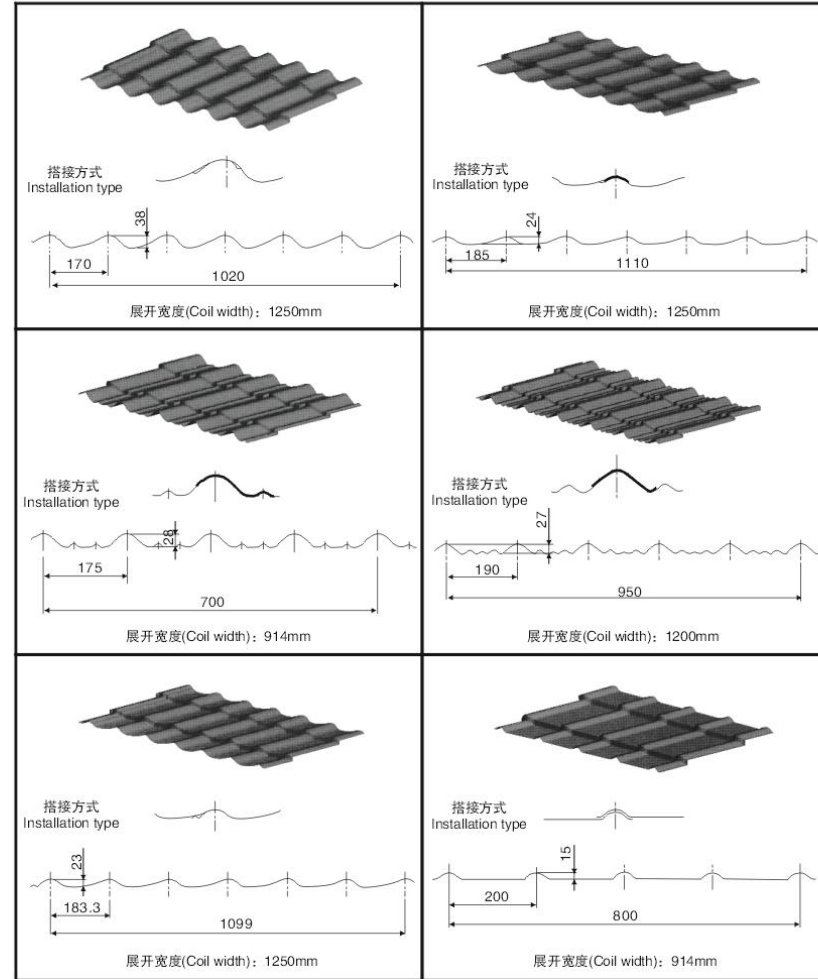 搭接方式
Installation type
38
170
1020
展开宽度(Coil width)：1250mm
搭接方式
Installation type
24
185
1110
展开宽度(Coil width)：1250mm
搭接方式
Installation type
28
175
700
展开宽度(Coil width)：914mm
搭接方式
Installation type
27
190
950
展开宽度(Coil width)：1200mm
搭接方式
Installation type
23
183.3
1099
展开宽度(Coil width)：1250mm
搭接方式
Installation type
15
200
800
展开宽度(Coil width)：914mm